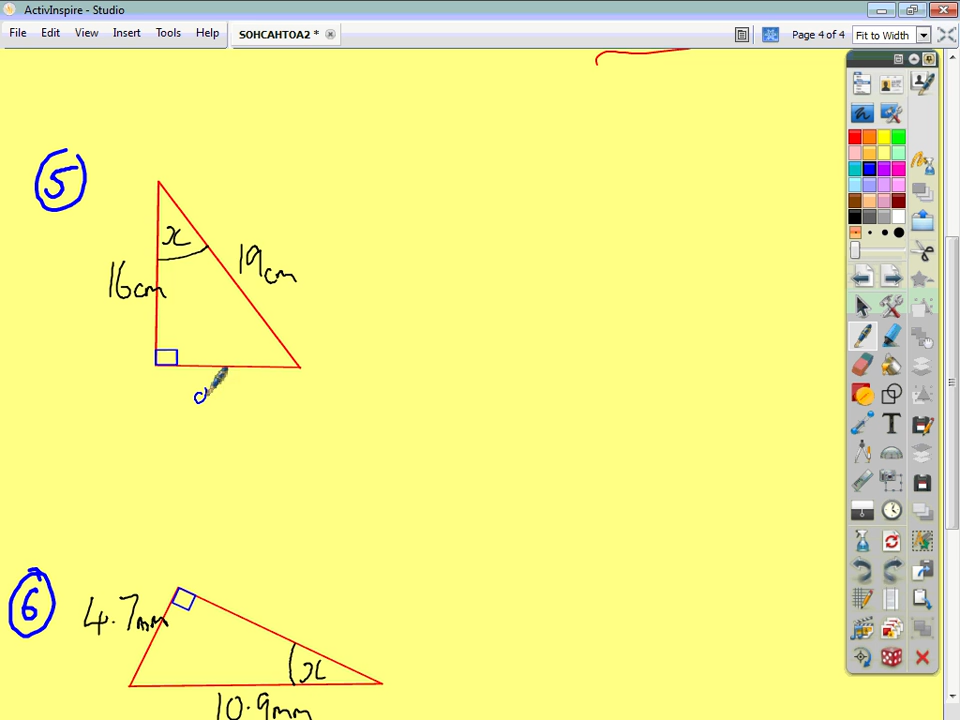 ActivInspire - Studio
File Edit View Insert Tools Help SOHCAHTOA2 * Page 4 of 4 Fit to Width
5
x
19cm
16cm
6
4.7mm
x
10.9mm